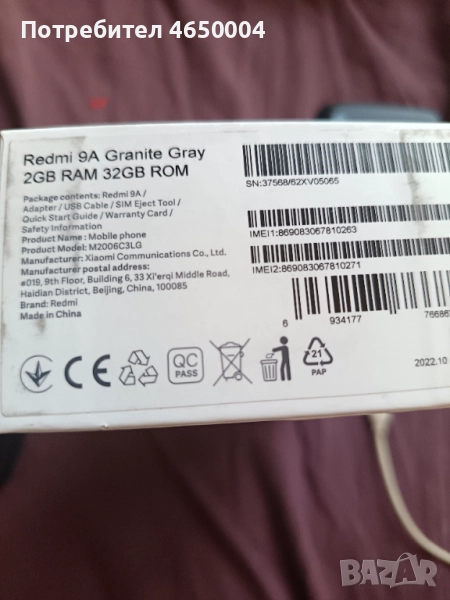 Потребител 4650004
Redmi 9A Granite Gray
2GB RAM 32GB ROM
Package contents: Redmi 9A /
Adapter / USB Cable / SIM Eject Tool /
Quick Start Guide / Warranty Card /
Safety Information
Product Name: Mobile phone
Product Model: M2006C3LG
Manufacturer: Xiaomi Communications Co., Ltd.
Manufacturer postal address:
#019, 9th Floor, Building 6, 33 Xi'erqi Middle Road,
Haidian District, Beijing, China, 100085
Brand: Redmi
Made in China
SN:37568/62XV05065
IMEI1:869083067810263
IMEI2:869083067810271
6 934177
CE
QC
PASS
21
PAP
2022.10
BAZAR